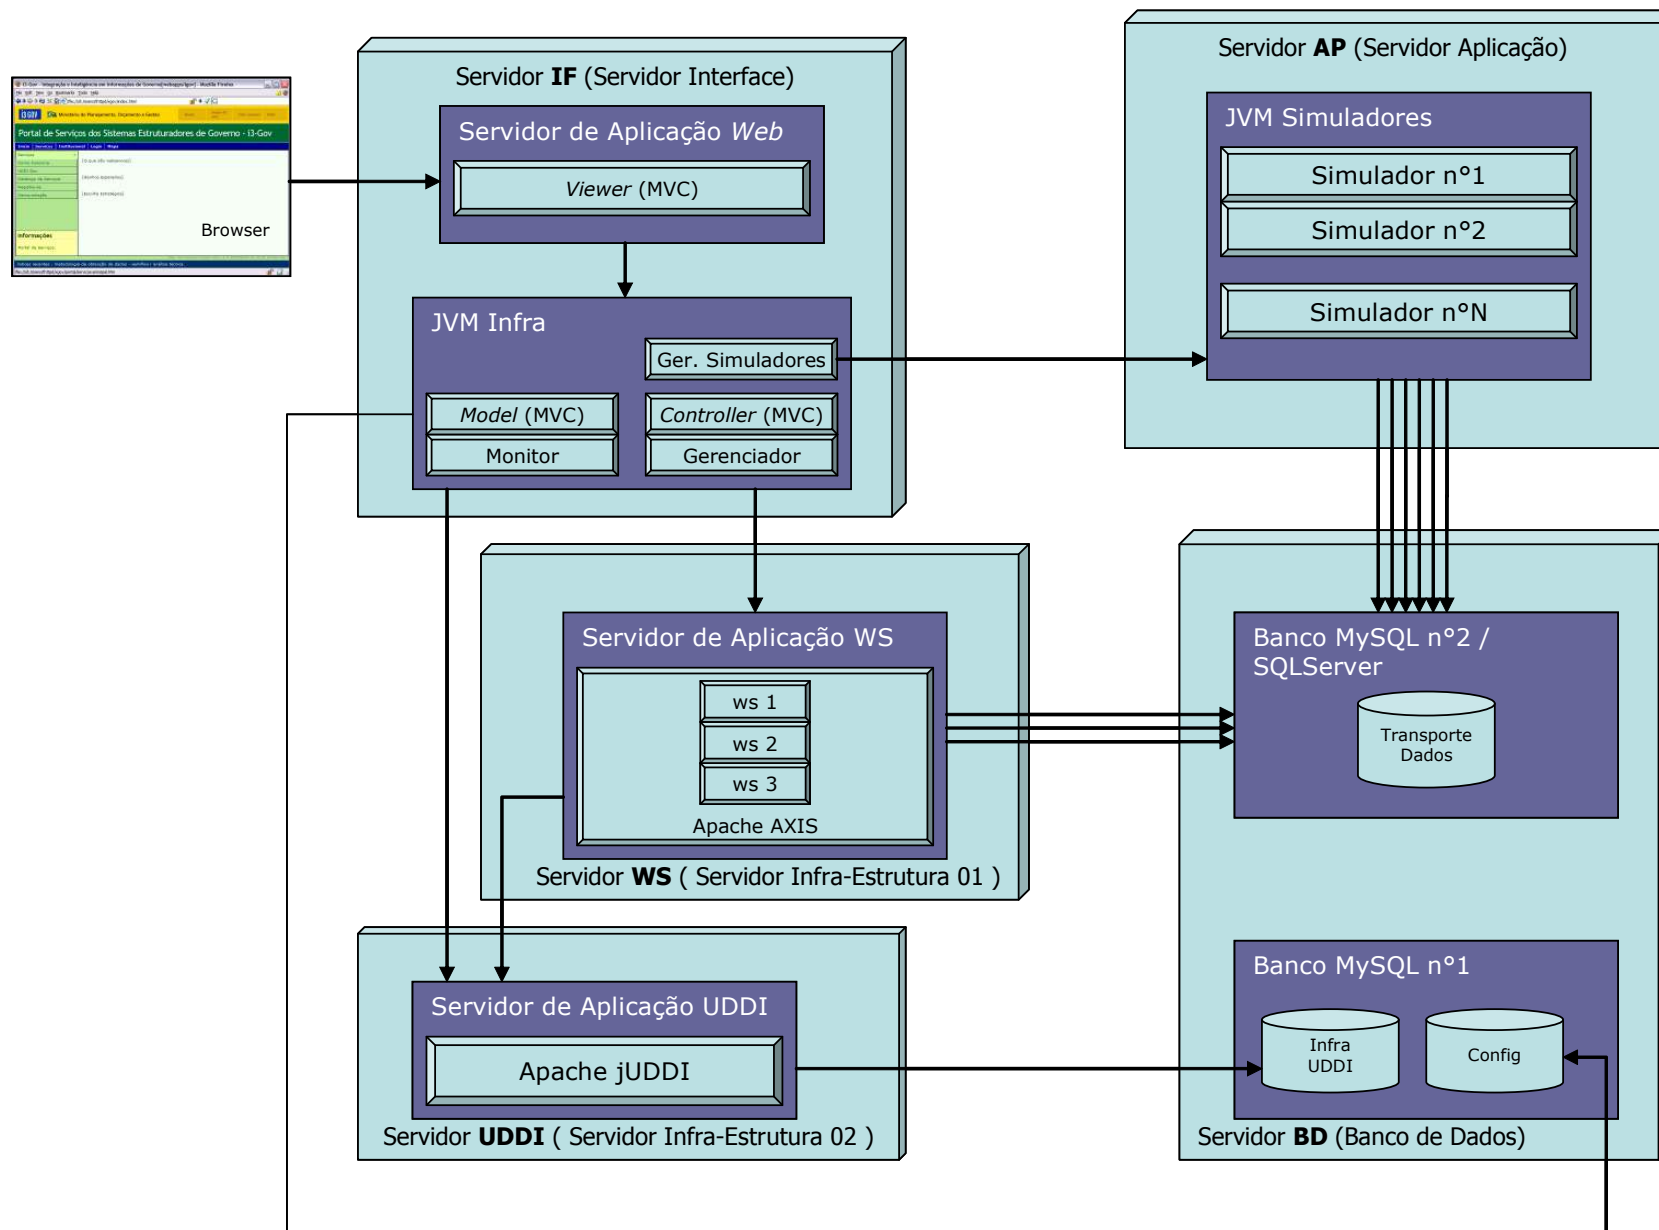 Servidor AP (Servidor Aplicação)
Servidor IF (Servidor Interface)
Servidor de Aplicação Web
Viewer (MVC)
JVM Simuladores
Simulador n°1
Simulador n°2
Simulador n°N
Portal de Serviços dos Sistemas Estruturadores de Governo - i3-Gov
Informações
Browser
JVM Infra
Ger. Simuladores
Model (MVC)
Controller (MVC)
Monitor
Gerenciador
Servidor de Aplicação WS
ws 1
ws 2
ws 3
Apache AXIS
Servidor WS ( Servidor Infra-Estrutura 01 )
Banco MySQL n°2 /
SQLServer
Transporte
Dados
Servidor de Aplicação UDDI
Apache jUDDI
Servidor UDDI ( Servidor Infra-Estrutura 02 )
Banco MySQL n°1
Infra
UDDI
Config
Servidor BD (Banco de Dados)